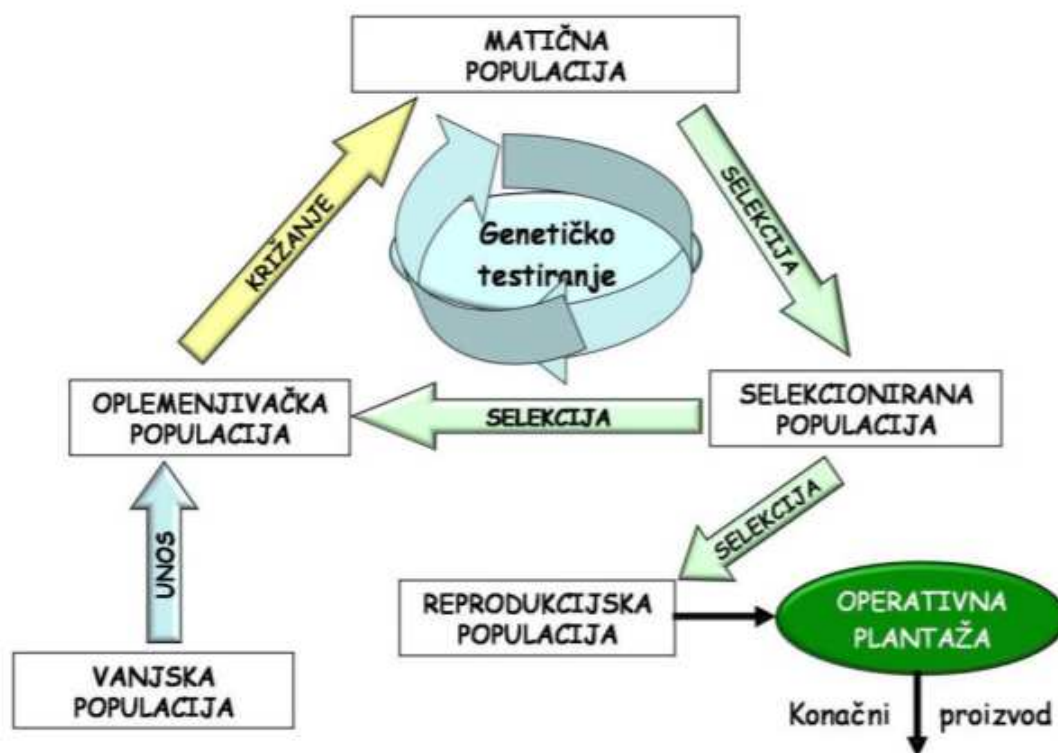 MATIČNA
POPULACIJA
KRIŽANJE
SELEKCIJA
Genetičko
testiranje
OPLEMENJIVAČKA
POPULACIJA
SELEKCIJA
SELEKCIONIRANA
POPULACIJA
UNOS
SELEKCIJA
REPRODUKCIJSKA
POPULACIJA
OPERATIVNA
PLANTAŽA
VANJSKA
POPULACIJA
Konačni proizvod